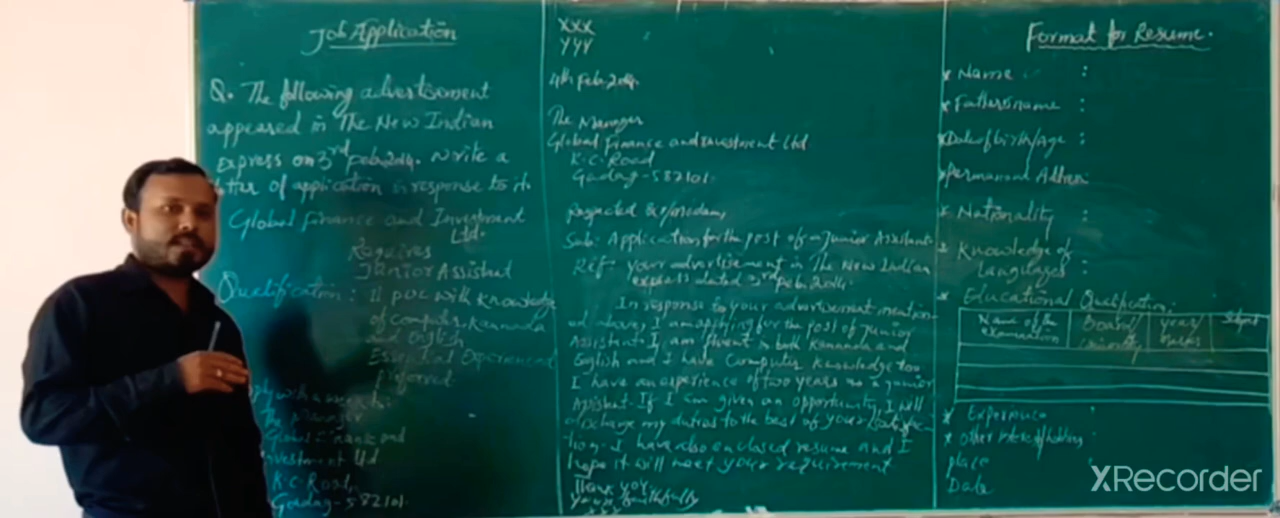 Job Application
Q. The following advertisement
appeared in The New Indian
Express on 3rd Feb. 2014. Write a
letter of application in response to it.
Global Finance and Investment
Ltd.
Requires
Junior Assistant
Qualification: II PUC with knowledge
of Computer, Kannada
and English
Essential Experienced
Preferred
The Manager
Global Finance and
Investment Ltd
K.C. Road,
Gadag-582101.
XXX
YYY
4th Feb. 2014.
The Manager
Global Finance and Investment Ltd
K.C. Road
Gadag-582101.
Respected Sir/Madam,
Sub: Application for the post of a Junior Assistant
Ref- your advertisement in The New Indian
express dated 3rd Feb. 2014.
In response to your advertisement mention
ed above, I am applying for the post of Junior
Assistant. I am fluent in both Kannada and
English and I have Computer knowledge too
I have an experience of two years as a junior
Assistant. If I am given an opportunity, I will
discharge my duties to the best of your satisfac-
tion. I have also enclosed resume and I
hope it will meet your requirement
Thank you.
yours faithfully
XXX
Format for Resume.
* Name :
* Father's name :
* Date of birth/age :
* Permanent Address
* Nationality :
* Knowledge of
Languages :
* Educational Qualification.
Name of the examination Board/University year/ Subject
* Experience :
* other interest/hobbies :
place
Date
XRecorder